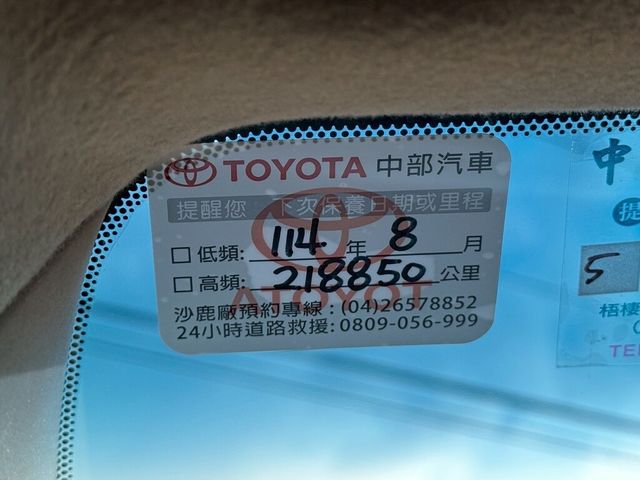 TOYOTA 中部汽車
提醒您 下次保養日期或里程
□低頻: 114 年 8 月
□高頻: 218850 公里
TOYOTA
沙鹿廠預約專線:(04)26578852
24小時道路救援:0809-056-999
中
提
5
梧棲